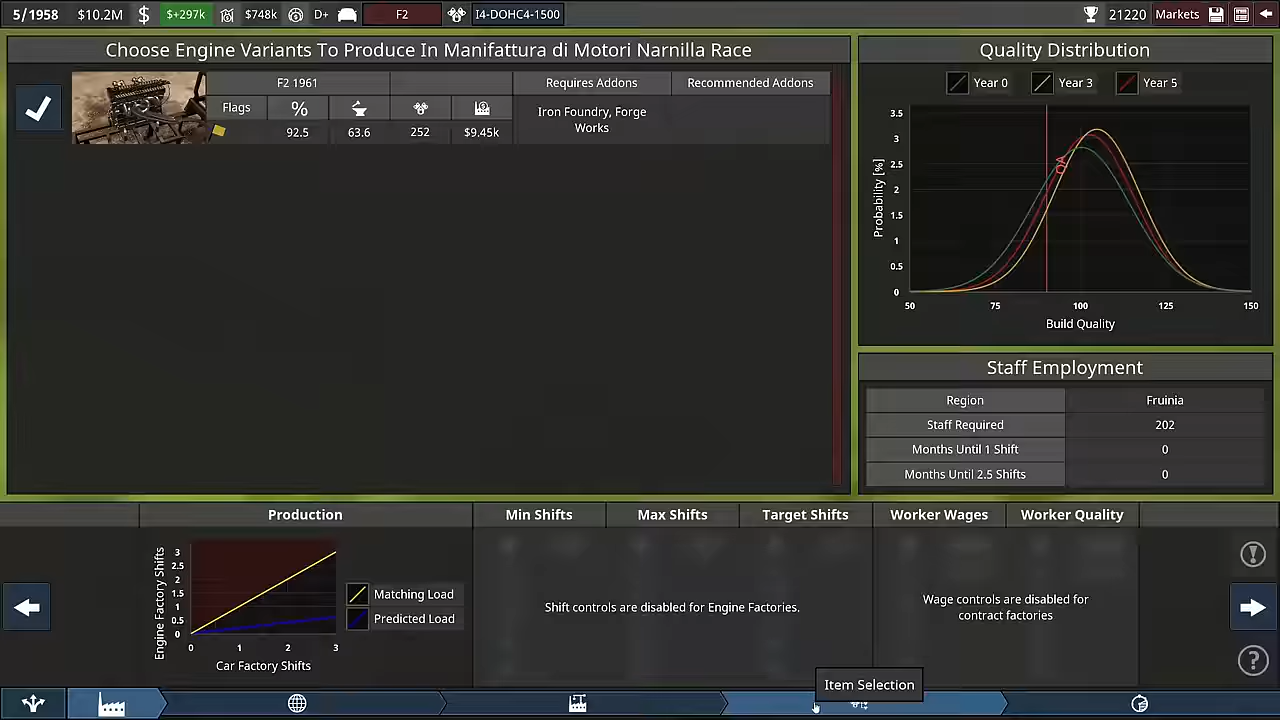 5/1958 $10.2M $+297k $748k D+ F2 I4-DOHC4-1500 21220 Markets
Choose Engine Variants To Produce In Manifattura di Motori Narnilla Race
F2 1961 Requires Addons Recommended Addons
Flags %
Iron Foundry, Forge
Works
92.5 63.6 252 $9.45k
Quality Distribution
Year 0 Year 3 Year 5
3.5
3
2.5
2
1.5
1
0.5
0
Probability [%]
QA
50 75 100 125 150
Build Quality
Staff Employment
Region Fruinia
Staff Required 202
Months Until 1 Shift 0
Months Until 2.5 Shifts 0
Production Min Shifts Max Shifts Target Shifts Worker Wages Worker Quality
Engine Factory Shifts
3
2.5
2
1.5
1
0.5
0
0 1 2 3
Car Factory Shifts
Matching Load
Predicted Load
Shift controls are disabled for Engine Factories.
Wage controls are disabled for
contract factories
Item Selection